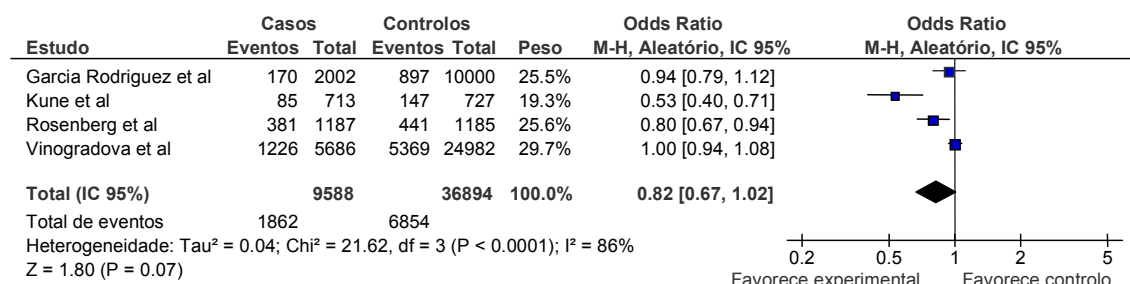 Casos Controlos Odds Ratio Odds Ratio
Estudo Eventos Total Eventos Total Peso M-H, Aleatório, IC 95% M-H, Aleatório, IC 95%
Garcia Rodriguez et al 170 2002 897 10000 25.5% 0.94 [0.79, 1.12]
Kune et al 85 713 147 727 19.3% 0.53 [0.40, 0.71]
Rosenberg et al 381 1187 441 1185 25.6% 0.80 [0.67, 0.94]
Vinogradova et al 1226 5686 5369 24982 29.7% 1.00 [0.94, 1.08]
Total (IC 95%) 9588 36894 100.0% 0.82 [0.67, 1.02]
Total de eventos 1862 6854
Heterogeneidade: Tau² = 0.04; Chi² = 21.62, df = 3 (P < 0.0001); I² = 86%
Z = 1.80 (P = 0.07)
0.2 0.5 1 2 5
Favorece experimental Favorece controlo